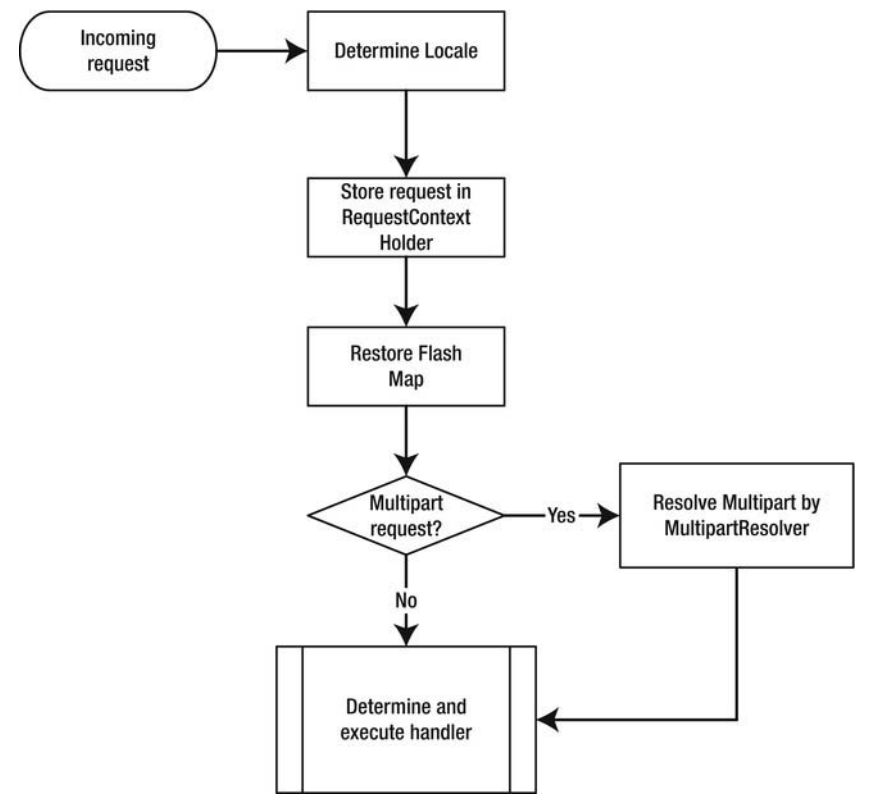 Incoming
request
Determine Locale
Store request in
RequestContext
Holder
Restore Flash
Map
Multipart
request?
Yes
Resolve Multipart by
MultipartResolver
No
Determine and
execute handler